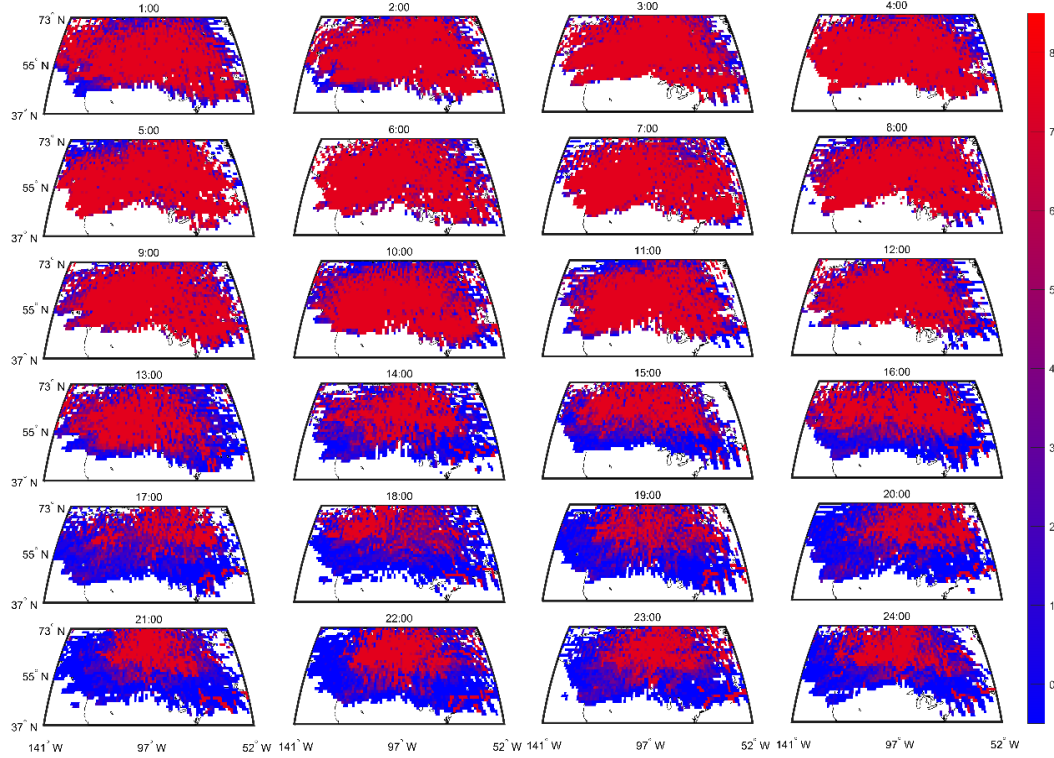 1:00 2:00 3:00 4:00
73° N
55° N
37° N
5:00 6:00 7:00 8:00
73° N
55° N
37° N
9:00 10:00 11:00 12:00
73° N
55° N
37° N
13:00 14:00 15:00 16:00
73° N
55° N
37° N
17:00 18:00 19:00 20:00
73° N
55° N
37° N
21:00 22:00 23:00 24:00
73° N
55° N
37° N
141° W 97° W 52° W 141° W 97° W 52° W 141° W 97° W 52° W 141° W 97° W 52° W
8
7
6
5
4
3
2
1
0